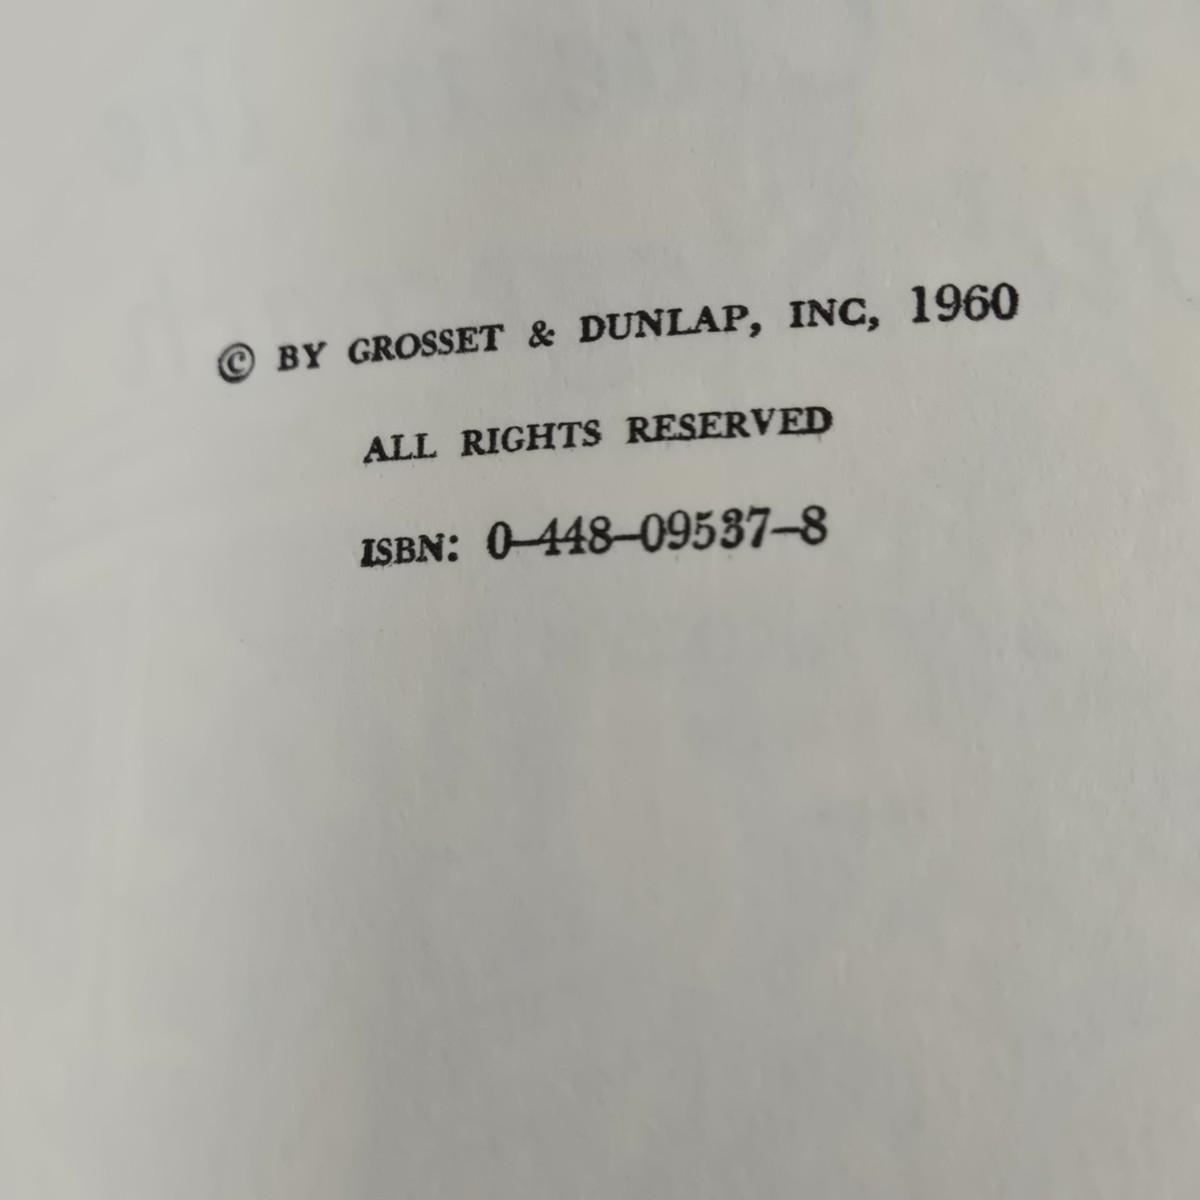 © BY GROSSET & DUNLAP, INC, 1960
ALL RIGHTS RESERVED
ISBN: 0-448-09537-8